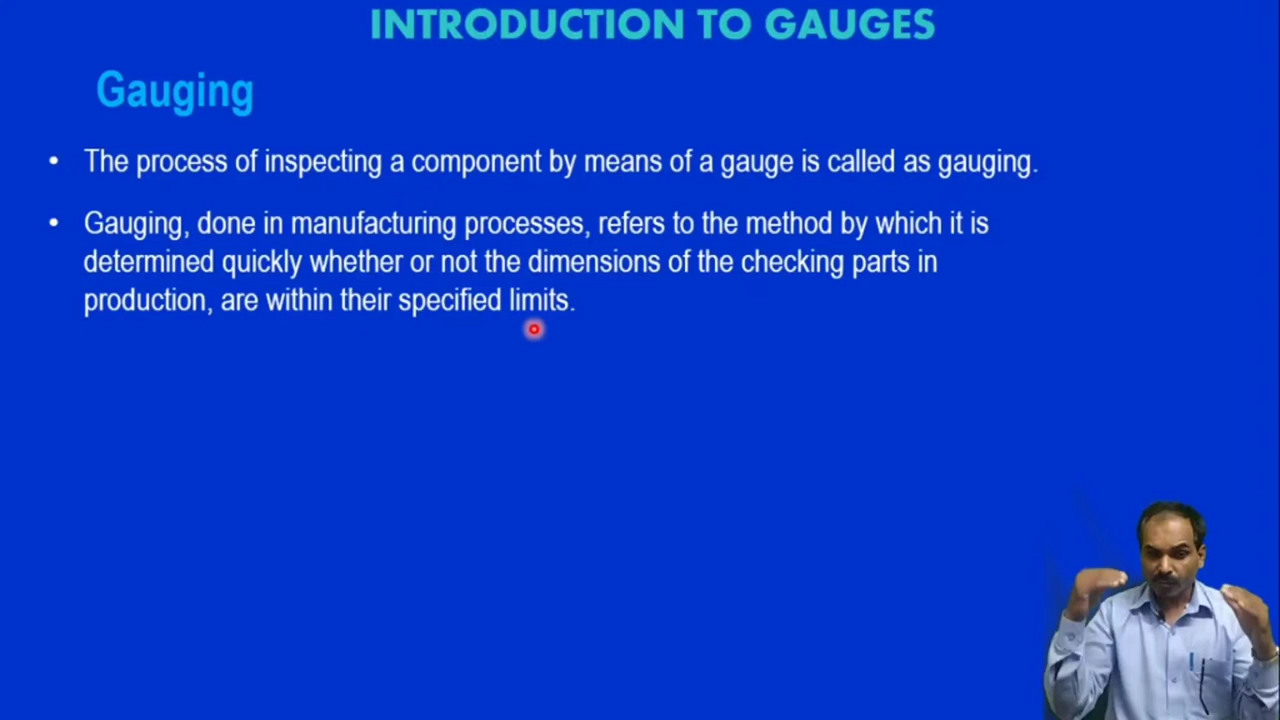 INTRODUCTION TO GAUGES
Gauging
• The process of inspecting a component by means of a gauge is called as gauging.
• Gauging, done in manufacturing processes, refers to the method by which it is
determined quickly whether or not the dimensions of the checking parts in
production, are within their specified limits.